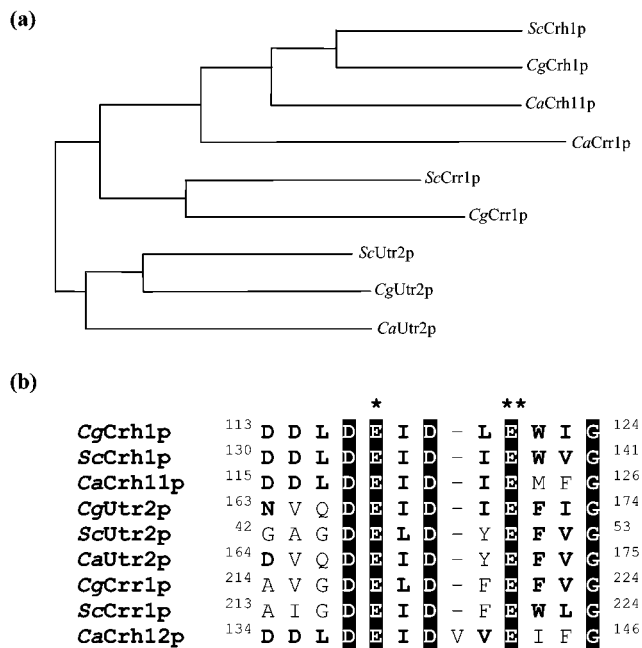 (a)
ScCrh1p
CgCrh1p
CaCrh11p
CaCrr1p
ScCrr1p
CgCrr1p
ScUtr2p
CgUtr2p
CaUtr2p
(b)
* **
CgCrh1p 113 D D L D E I D – L E W I G 124
ScCrh1p 130 D D L D E I D – I E W V G 141
CaCrh11p 115 D D L D E I D – I E M F G 126
CgUtr2p 163 N V Q D E I D – I E F I G 174
ScUtr2p 42 G A G D E L D – Y E F V G 53
CaUtr2p 164 D V Q D E I D – Y E F V G 175
CgCrr1p 214 A V G D E L D – F E F V G 224
ScCrr1p 213 A I G D E I D – F E W L G 224
CaCrh12p 134 D D L D E I D V V E I F G 146